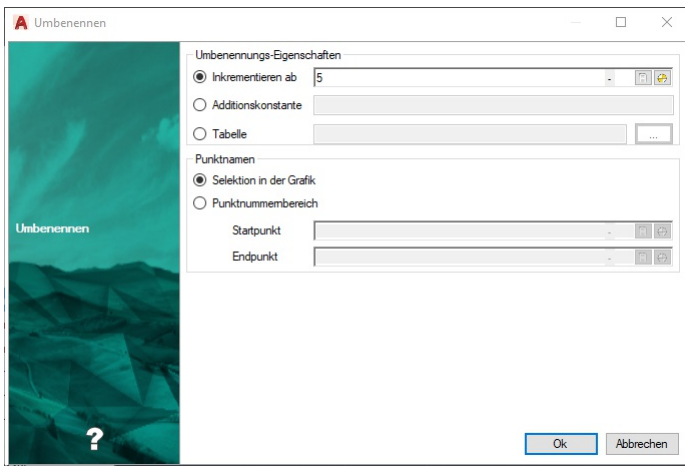 Umbenennen
Umbenennungs-Eigenschaften
Inkrementieren ab 5
Additionskonstante
Tabelle ...
Punktnamen
Selektion in der Grafik
Punktnummernbereich
Umbenennen
Startpunkt
Endpunkt
?
Ok Abbrechen